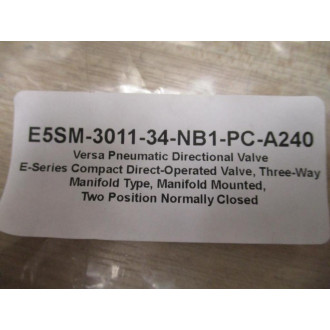 E5SM-3011-34-NB1-PC-A240
Versa Pneumatic Directional Valve
E-Series Compact Direct-Operated Valve, Three-Way
Manifold Type, Manifold Mounted,
Two Position Normally Closed